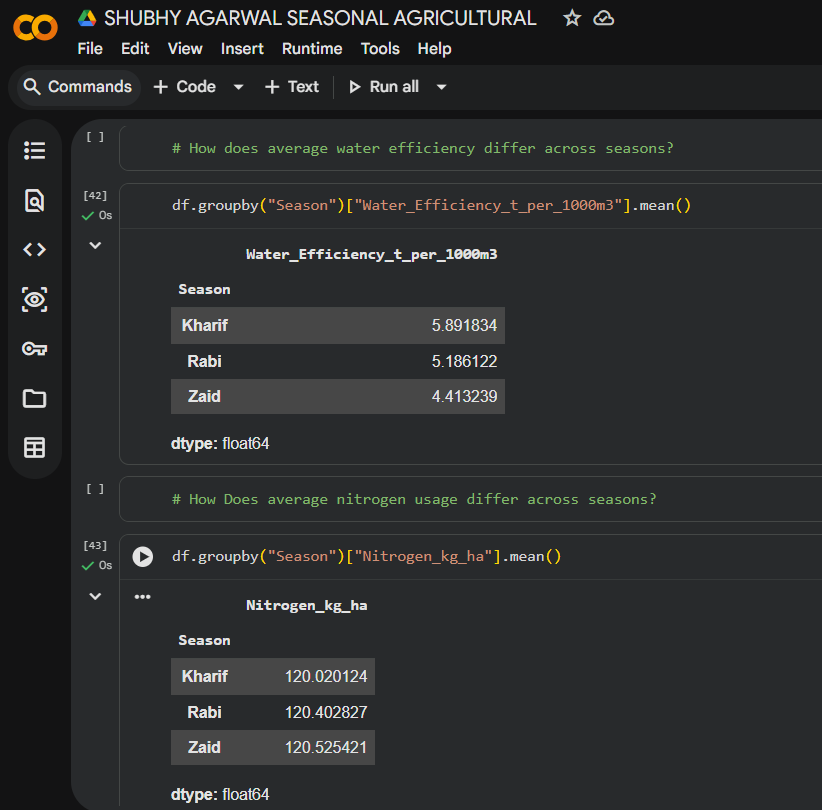 SHUBHY AGARWAL SEASONAL AGRICULTURAL
File Edit View Insert Runtime Tools Help
Commands + Code + Text Run all
[ ]
# How does average water efficiency differ across seasons?
[42]
0s
df.groupby("Season")["Water_Efficiency_t_per_1000m3"].mean()
Water_Efficiency_t_per_1000m3
Season
Kharif 5.891834
Rabi 5.186122
Zaid 4.413239
dtype: float64
[ ]
# How Does average nitrogen usage differ across seasons?
[43]
0s
df.groupby("Season")["Nitrogen_kg_ha"].mean()
Nitrogen_kg_ha
Season
Kharif 120.020124
Rabi 120.402827
Zaid 120.525421
dtype: float64